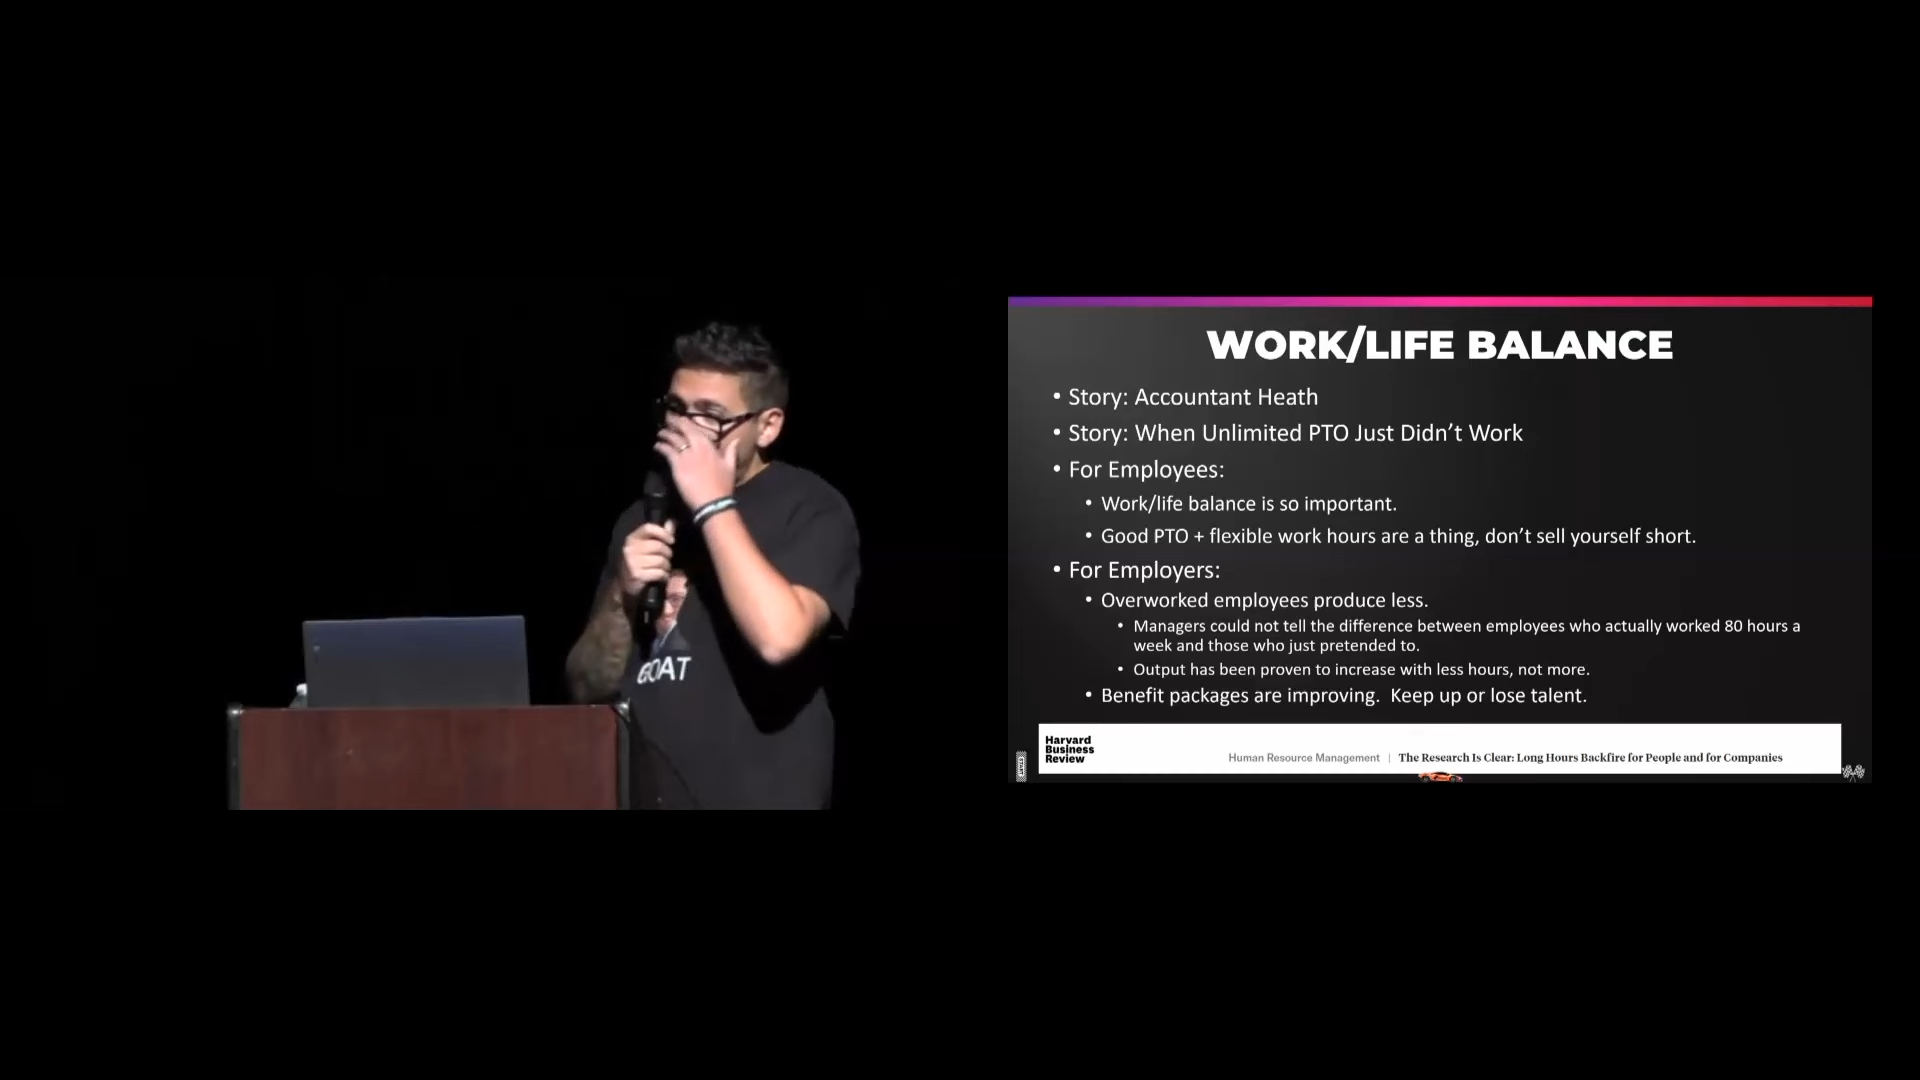 GOAT
WORK/LIFE BALANCE
• Story: Accountant Heath
• Story: When Unlimited PTO Just Didn’t Work
• For Employees:
• Work/life balance is so important.
• Good PTO + flexible work hours are a thing, don’t sell yourself short.
• For Employers:
• Overworked employees produce less.
• Managers could not tell the difference between employees who actually worked 80 hours a
week and those who just pretended to.
• Output has been proven to increase with less hours, not more.
• Benefit packages are improving.  Keep up or lose talent.
Harvard
Business
Review
Human Resource Management | The Research Is Clear: Long Hours Backfire for People and for Companies